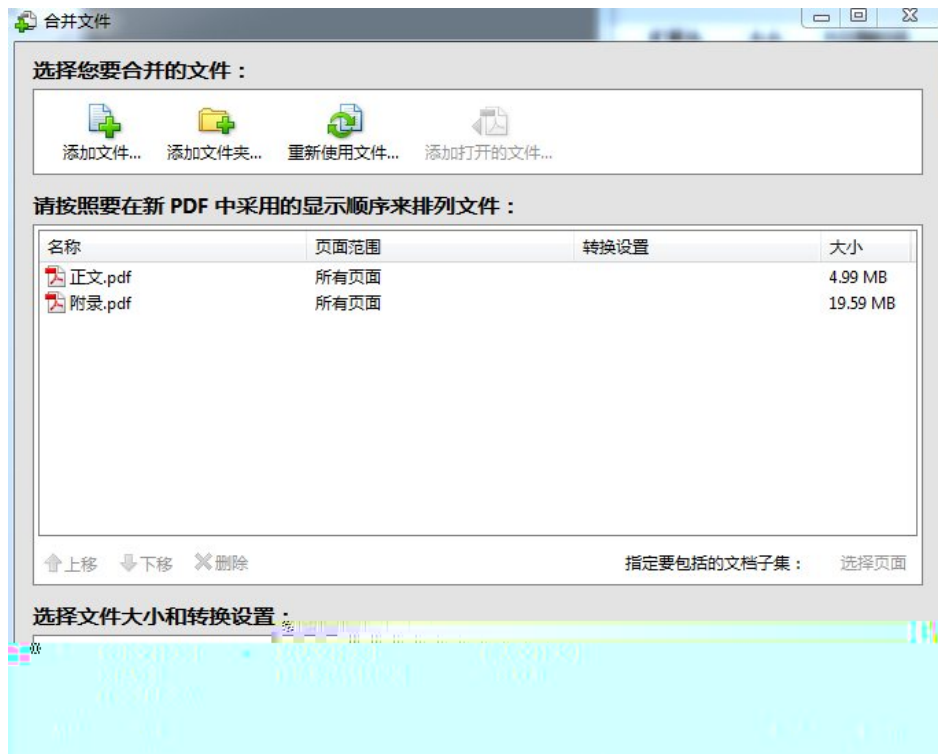 合并文件
选择您要合并的文件：
添加文件... 添加文件夹... 重新使用文件... 添加打开的文件...
请按照要在新 PDF 中采用的显示顺序来排列文件：
名称 页面范围 转换设置 大小
正文.pdf 所有页面 4.99 MB
附录.pdf 所有页面 19.59 MB
上移 下移 删除 指定要包括的文档子集： 选择页面
选择文件大小和转换设置：